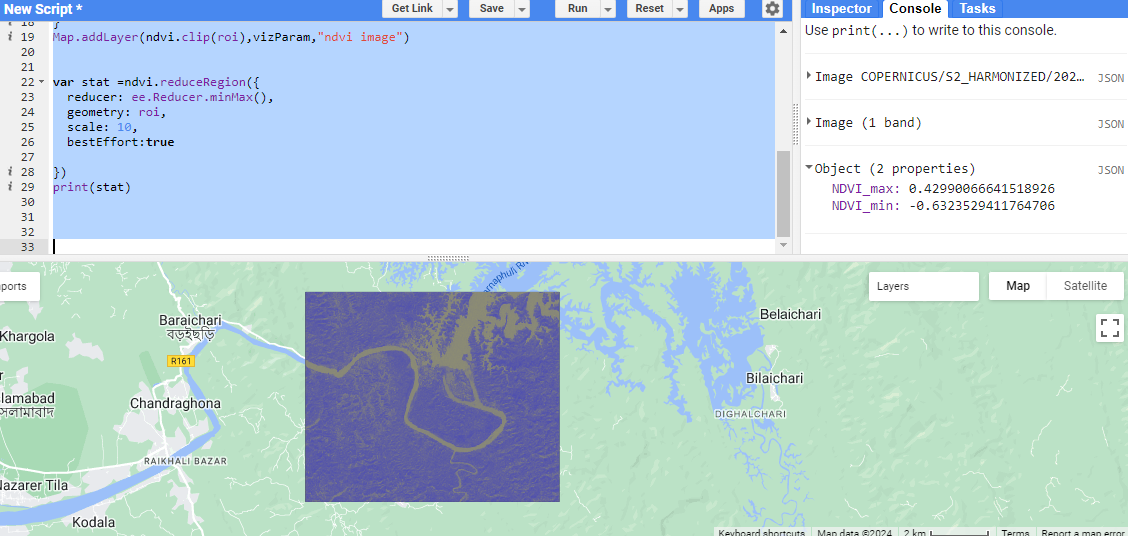 New Script *
Get Link
Save
Run
Reset
Apps
18 }
i 19 Map.addLayer(ndvi.clip(roi),vizParam,"ndvi image")
20
21
22 var stat =ndvi.reduceRegion({
23 reducer: ee.Reducer.minMax(),
24 geometry: roi,
25 scale: 10,
26 bestEffort:true
27
i 28 })
i 29 print(stat)
30
31
32
33
Inspector Console Tasks
Use print(...) to write to this console.
Image COPERNICUS/S2_HARMONIZED/202… JSON
Image (1 band) JSON
Object (2 properties) JSON
NDVI_max: 0.42990066641518926
NDVI_min: -0.6323529411764706
ports
Layers
Map
Satellite
Khargola
Baraichari
বড়ইছড়ি
R161
slamabad
সলামাবাদ
Chandraghona
RAIKHALI BAZAR
Nazarer Tila
Kodala
arnaphuli Ri
Belaichari
Bilaichari
DIGHALCHARI
Keyboard shortcuts
Map data ©2024
2 km
Terms
Report a map error